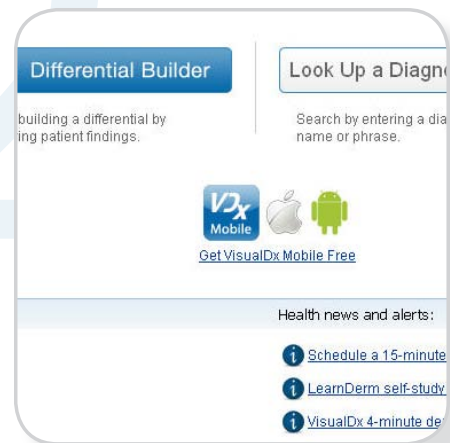 Differential Builder
Look Up a Diagn
building a differential by
ing patient findings.
Search by entering a dia
name or phrase.
VDx
Mobile
Get VisualDx Mobile Free
Health news and alerts:
Schedule a 15-minute
LearnDerm self-study
VisualDx 4-minute de